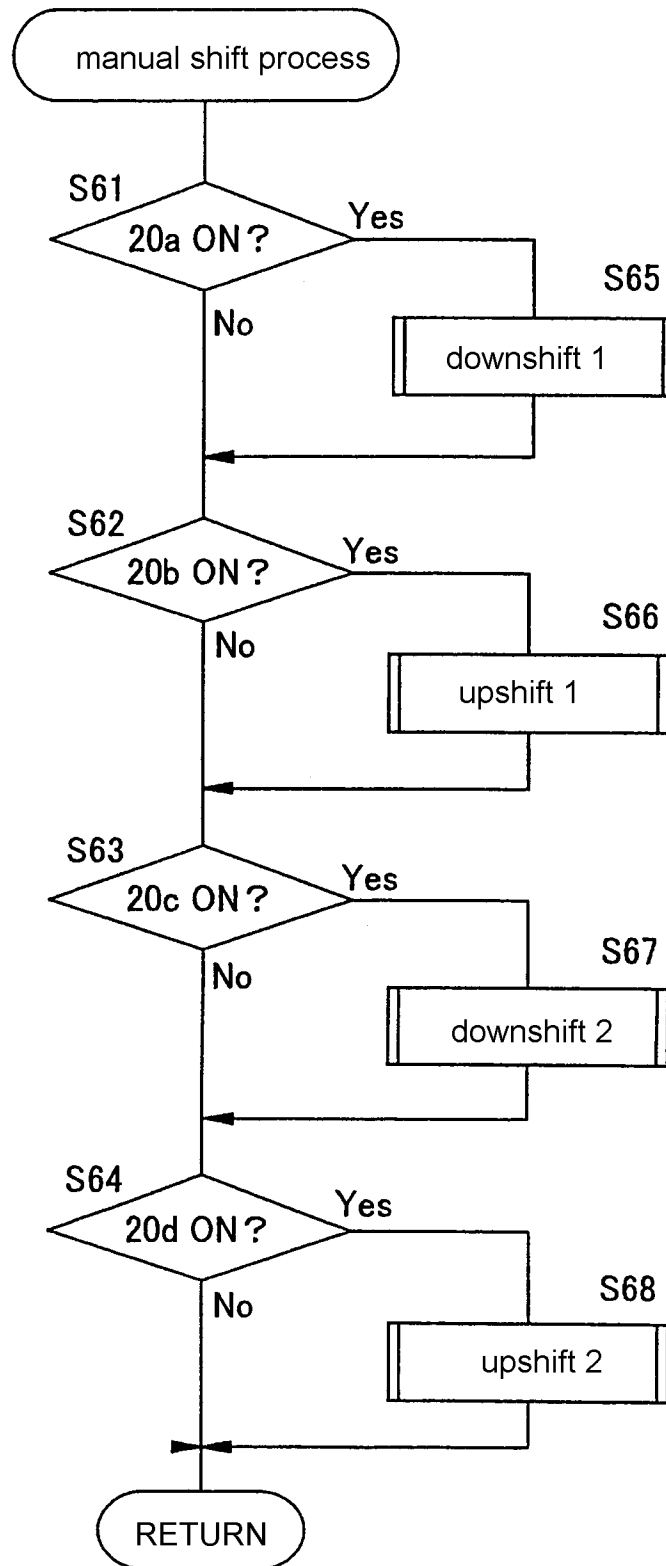 manual shift process
S61
20a ON?
Yes
S65
No
downshift 1
S62
20b ON?
Yes
S66
No
upshift 1
S63
20c ON?
Yes
S67
No
downshift 2
S64
20d ON?
Yes
S68
No
upshift 2
RETURN